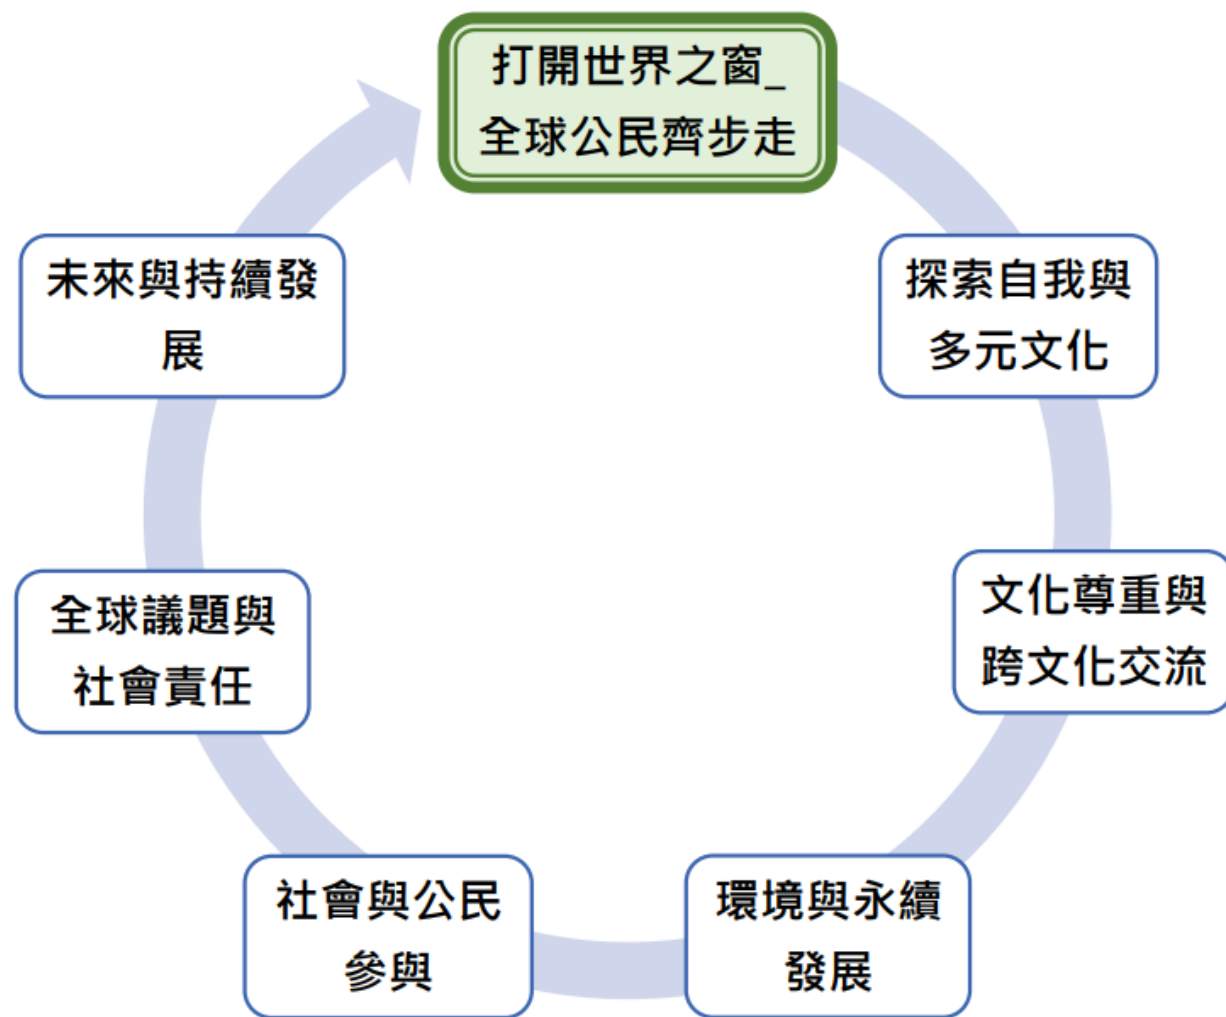 打開世界之窗_
全球公民齊步走
探索自我與
多元文化
文化尊重與
跨文化交流
環境與永續
發展
社會與公民
參與
全球議題與
社會責任
未來與持續發
展